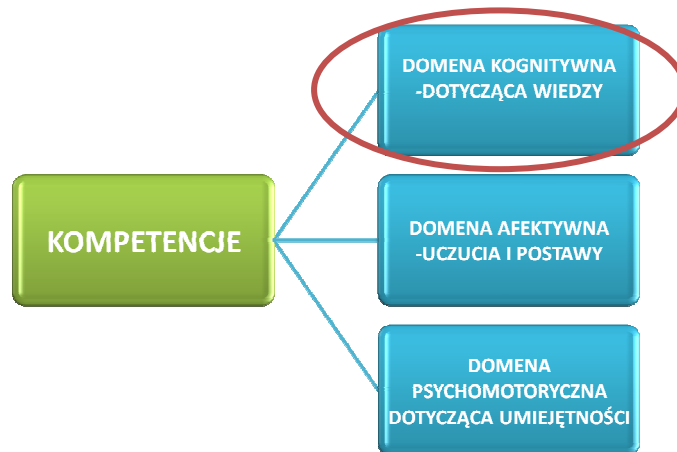 DOMENA KOGNITYWNA
-DOTYCZĄCA WIEDZY
KOMPETENCJE
DOMENA AFEKTYWNA
-UCZUCIA I POSTAWY
DOMENA
PSYCHOMOTORYCZNA
DOTYCZĄCA UMIEJĘTNOŚCI